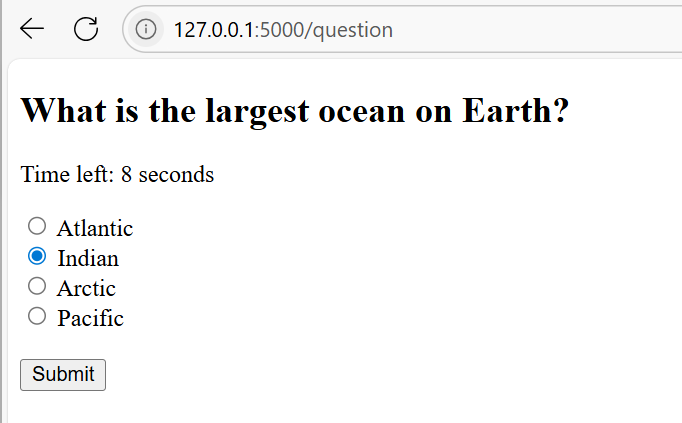 127.0.0.1:5000/question
What is the largest ocean on Earth?
Time left: 8 seconds
Atlantic
Indian
Arctic
Pacific
Submit